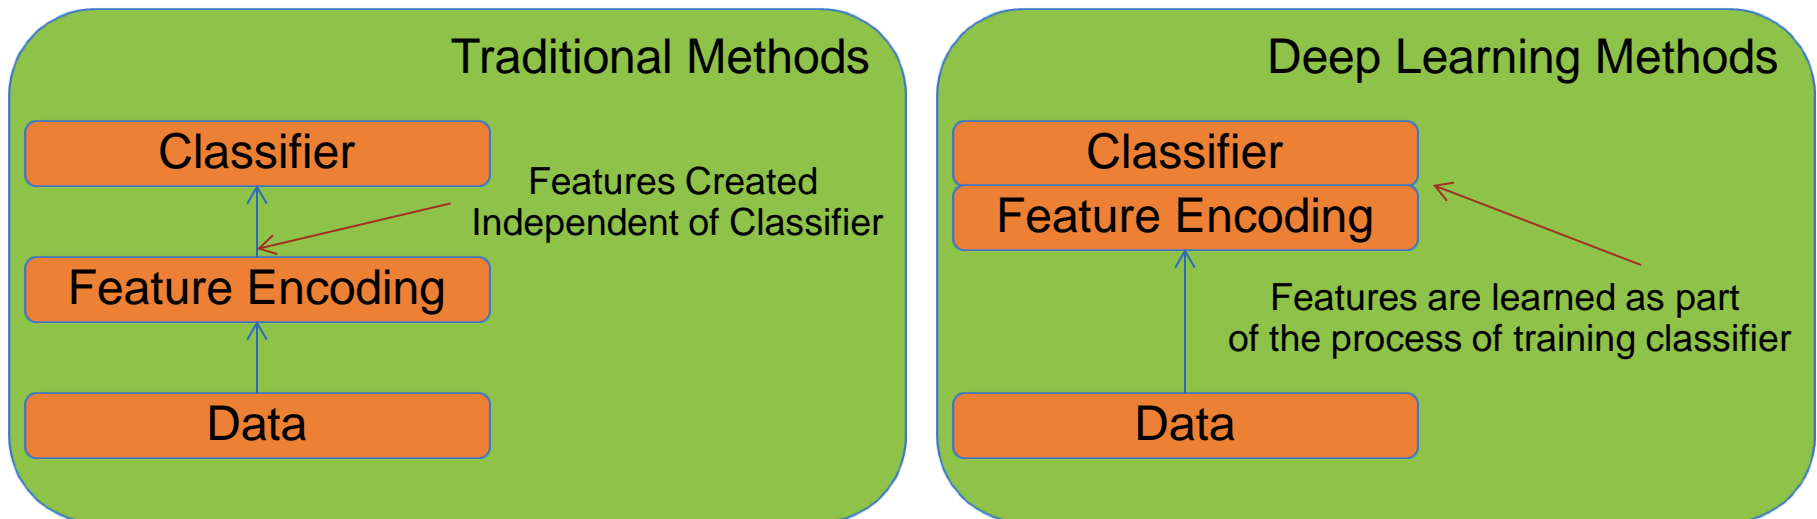 Traditional Methods
Classifier
Features Created
Independent of Classifier
Feature Encoding
Data
Deep Learning Methods
Classifier
Feature Encoding
Features are learned as part
of the process of training classifier
Data